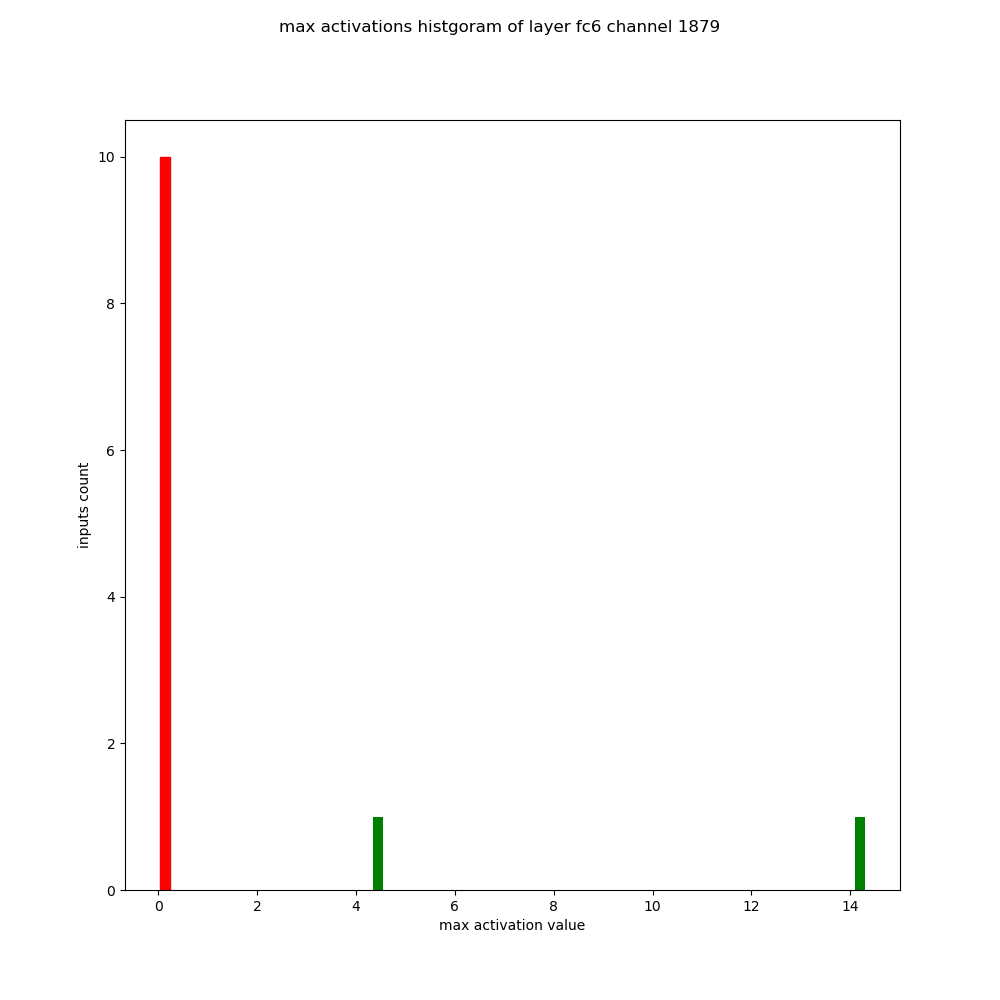 max activations histgoram of layer fc6 channel 1879
10
8
6
4
2
0
inputs count
0 2 4 6 8 10 12 14
max activation value